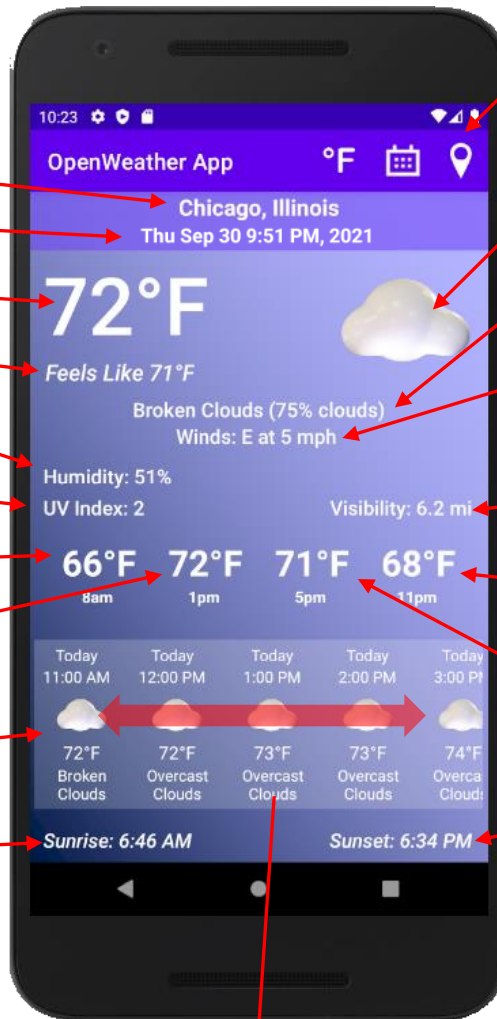 10:23
OpenWeather App °F
Chicago, Illinois
Thu Sep 30 9:51 PM, 2021
72°F
Feels Like 71°F
Broken Clouds (75% clouds)
Winds: E at 5 mph
Humidity: 51%
UV Index: 2 Visibility: 6.2 mi
66°F 72°F 71°F 68°F
8am 1pm 5pm 11pm
Today Today Today Today Today
11:00 AM 12:00 PM 1:00 PM 2:00 PM 3:00
72°F 72°F 73°F 73°F 74°F
Broken Overcast Overcast Overcast
Clouds Clouds Clouds Clouds
Sunrise: 6:46 AM Sunset: 6:34 PM